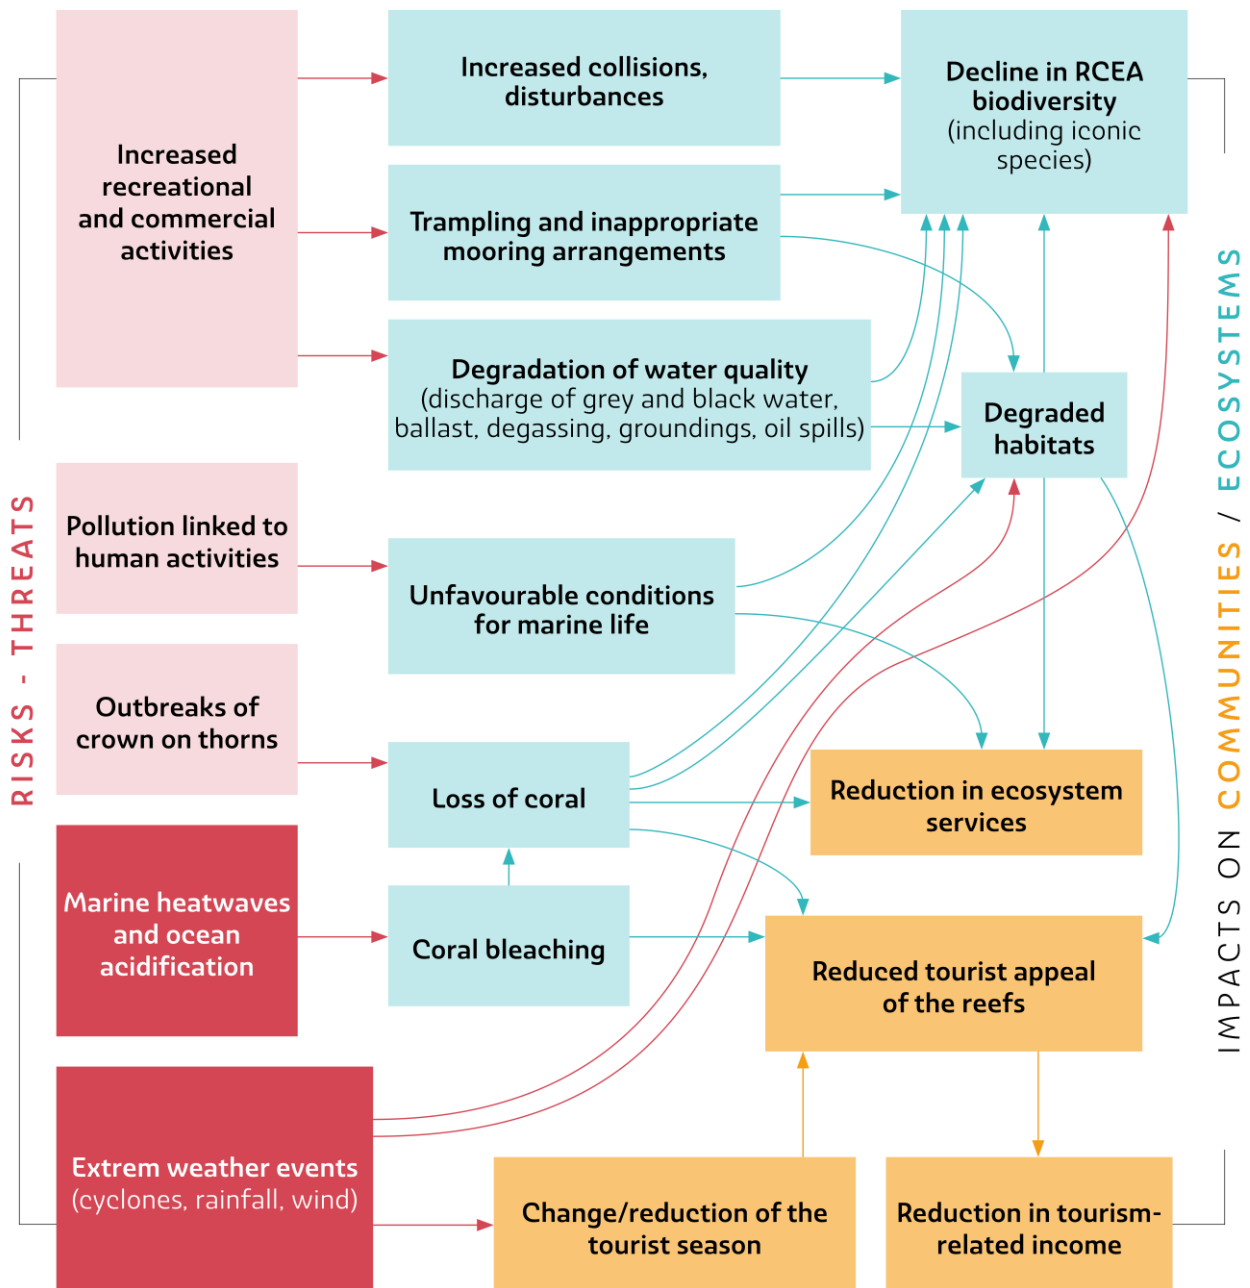 RISKS - THREATS
Increased
recreational
and commercial
activities
Pollution linked to
human activities
Outbreaks of
crown on thorns
Marine heatwaves
and ocean
acidification
Extrem weather events
(cyclones, rainfall, wind)
Increased collisions,
disturbances
Trampling and inappropriate
mooring arrangements
Degradation of water quality
(discharge of grey and black water,
ballast, degassing, groundings, oil spills)
Unfavourable conditions
for marine life
Loss of coral
Coral bleaching
Change/reduction of the
tourist season
Decline in RCEA
biodiversity
(including iconic
species)
Degraded
habitats
Reduction in ecosystem
services
Reduced tourist appeal
of the reefs
Reduction in tourism-
related income
IMPACTS ON COMMUNITIES / ECOSYSTEMS